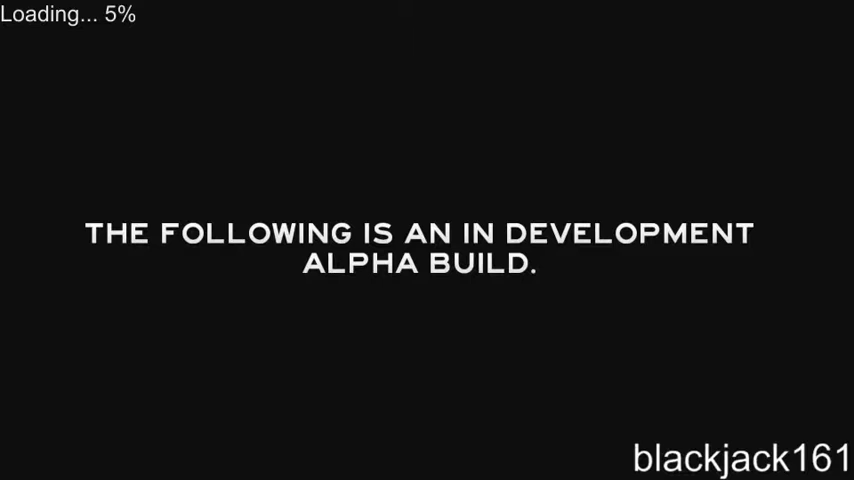 Loading... 5%
THE FOLLOWING IS AN IN DEVELOPMENT
ALPHA BUILD.
blackjack161